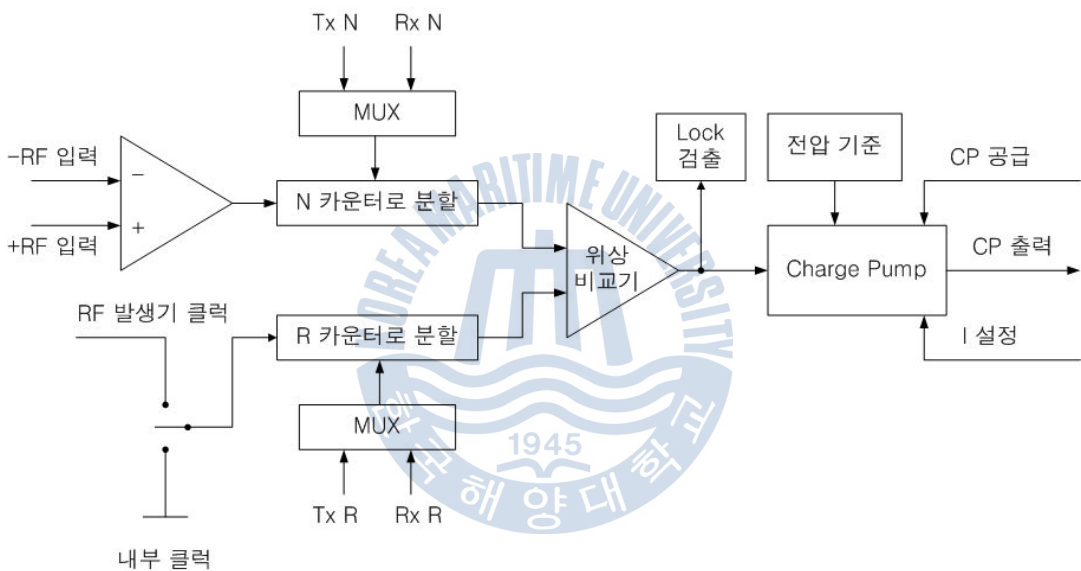 Tx N
Rx N
MUX
-RF 입력
+RF 입력
−
+
N 카운터로 분할
Lock
검출
전압 기준
CP 공급
위상
비교기
Charge Pump
CP 출력
RF 발생기 클럭
R 카운터로 분할
I 설정
MUX
Tx R
Rx R
내부 클럭
KOREA MARITIME UNIVERSITY
1945
한국해양대학교